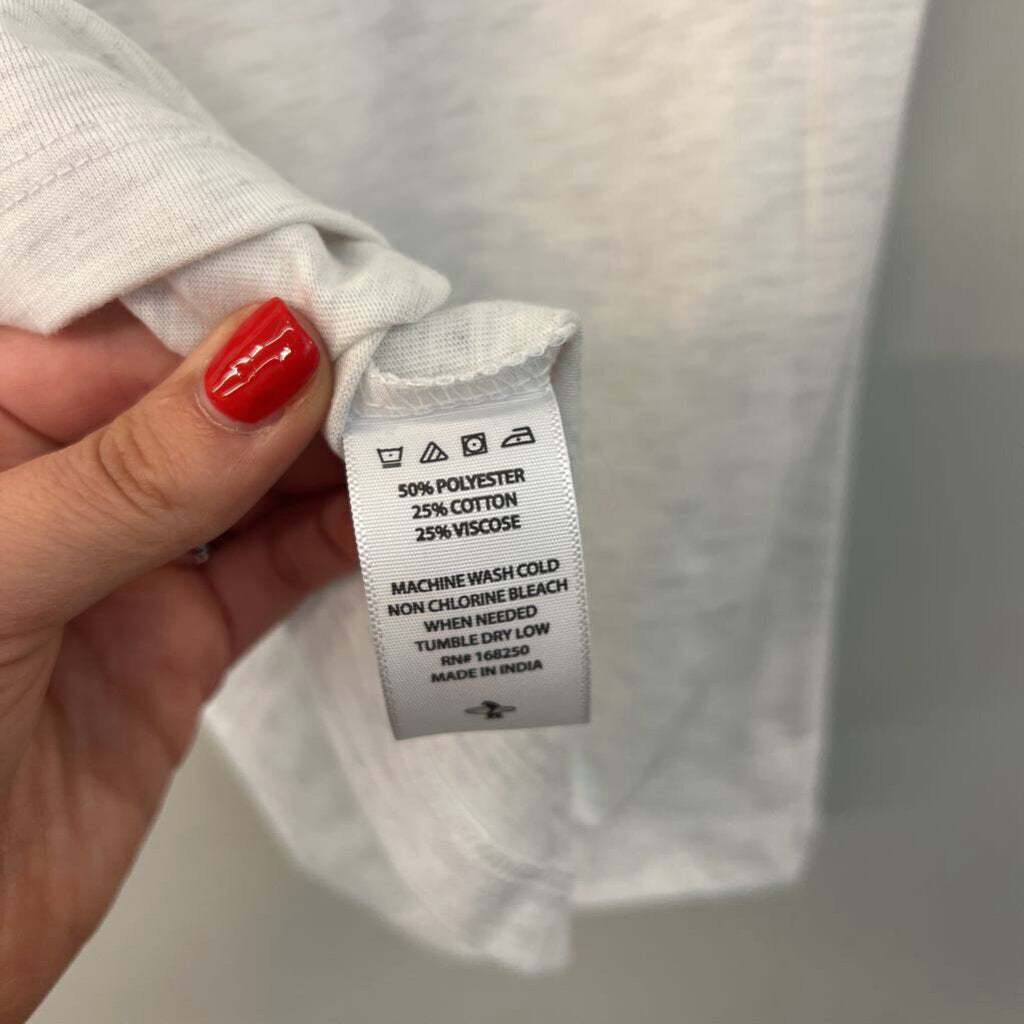 50% POLYESTER
25% COTTON
25% VISCOSE
MACHINE WASH COLD
NON CHLORINE BLEACH
WHEN NEEDED
TUMBLE DRY LOW
RN# 168250
MADE IN INDIA